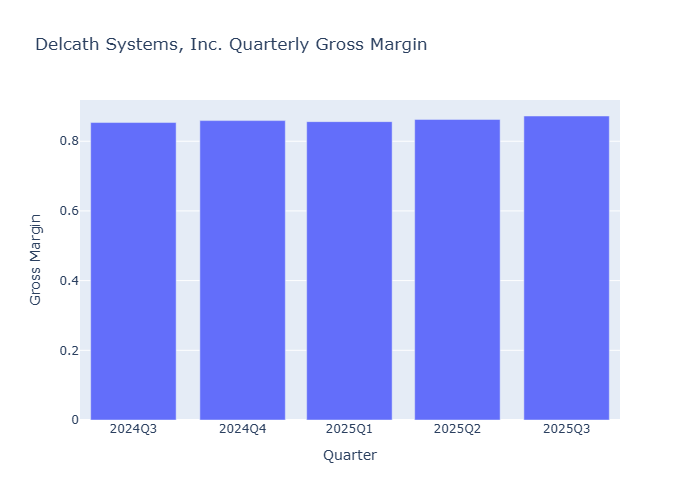 Delcath Systems, Inc. Quarterly Gross Margin
Gross Margin
0.8
0.6
0.4
0.2
0
2024Q3 2024Q4 2025Q1 2025Q2 2025Q3
Quarter